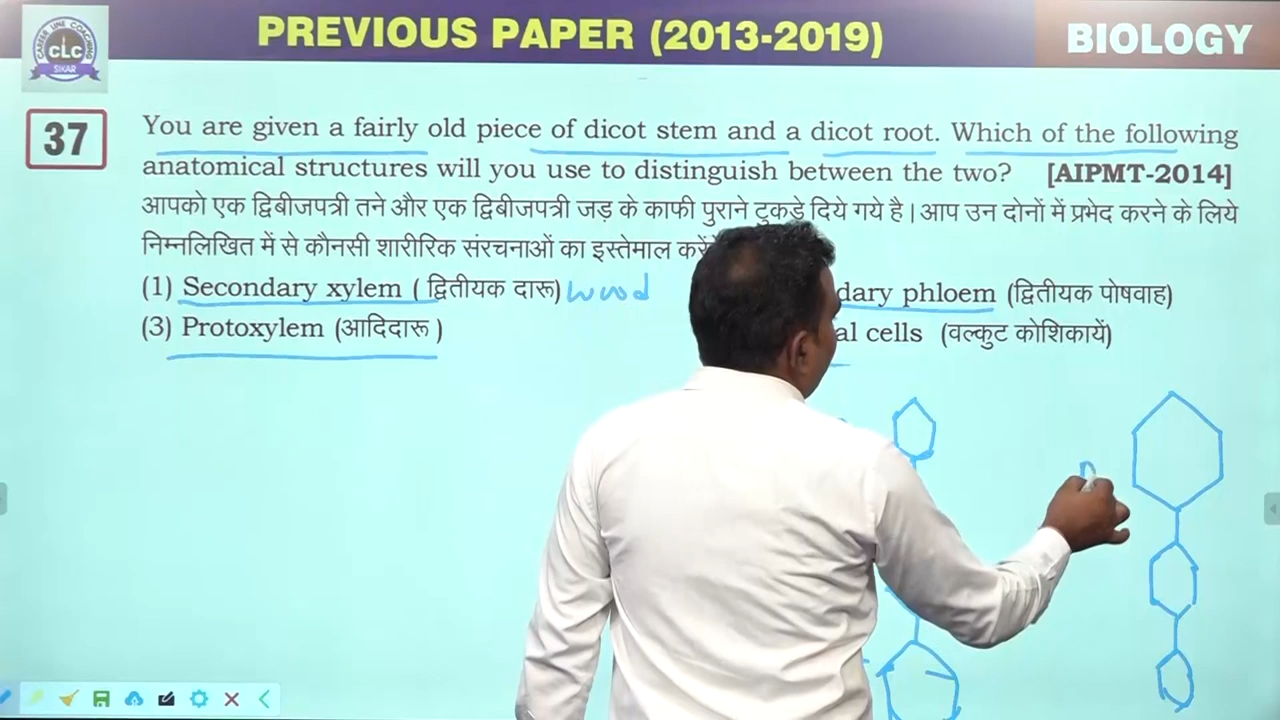 PREVIOUS PAPER (2013-2019)
BIOLOGY
CAREER LINE COACHING
CLC
SIKAR
37
You are given a fairly old piece of dicot stem and a dicot root. Which of the following
anatomical structures will you use to distinguish between the two? [AIPMT-2014]
आपको एक द्विबीजपत्री तने और एक द्विबीजपत्री जड़ के काफी पुराने टुकड़े दिये गये है। आप उन दोनों में प्रभेद करने के लिये
निम्नलिखित में से कौनसी शारीरिक संरचनाओं का इस्तेमाल
(1) Secondary xylem ( द्वितीयक दारू) wood
phloem (द्वितीयक पोषवाह)
(3) Protoxylem (आदिदारू )
cells (वल्कुट कोशिकायें)